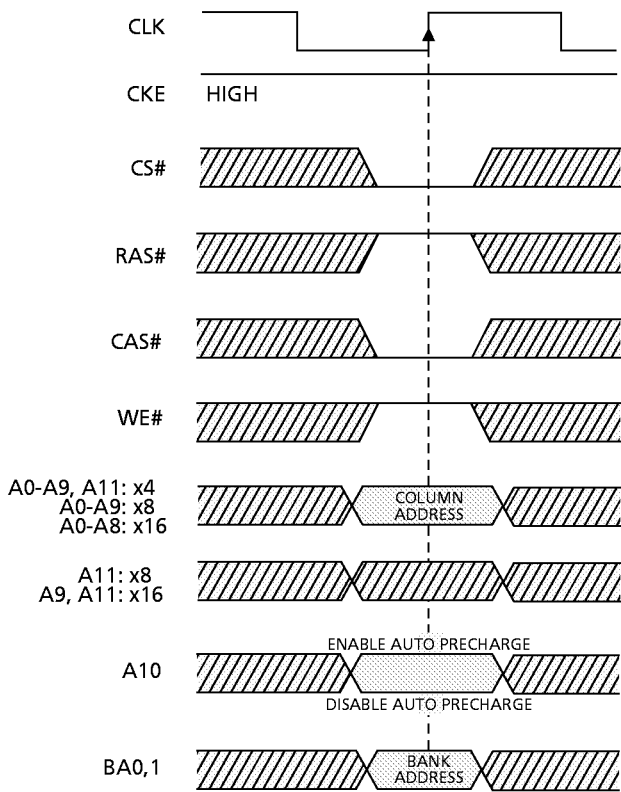 CLK
CKE HIGH
CS#
RAS#
CAS#
WE#
A0-A9, A11: x4
A0-A9: x8
A0-A8: x16
COLUMN
ADDRESS
A11: x8
A9, A11: x16
ENABLE AUTO PRECHARGE
A10
DISABLE AUTO PRECHARGE
BA0,1
BANK
ADDRESS